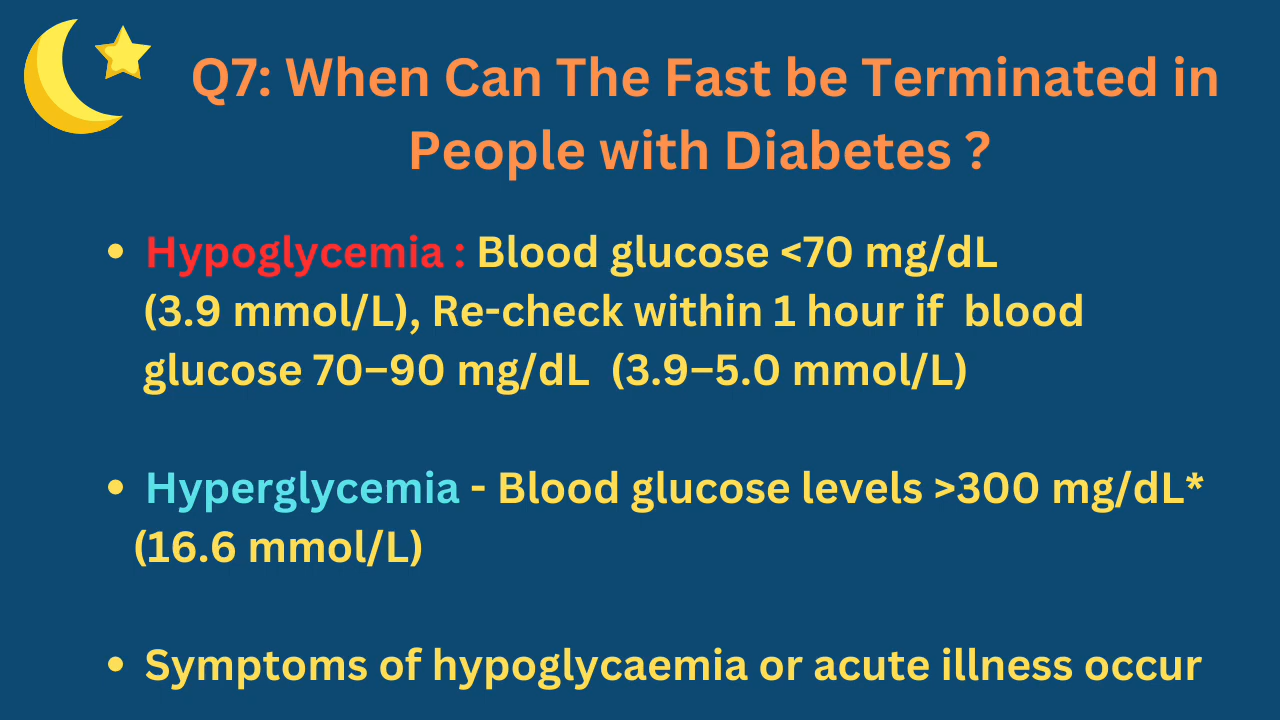 Q7: When Can The Fast be Terminated in
People with Diabetes ?
• Hypoglycemia : Blood glucose <70 mg/dL
(3.9 mmol/L), Re-check within 1 hour if blood
glucose 70–90 mg/dL (3.9–5.0 mmol/L)
• Hyperglycemia - Blood glucose levels >300 mg/dL*
(16.6 mmol/L)
• Symptoms of hypoglycaemia or acute illness occur